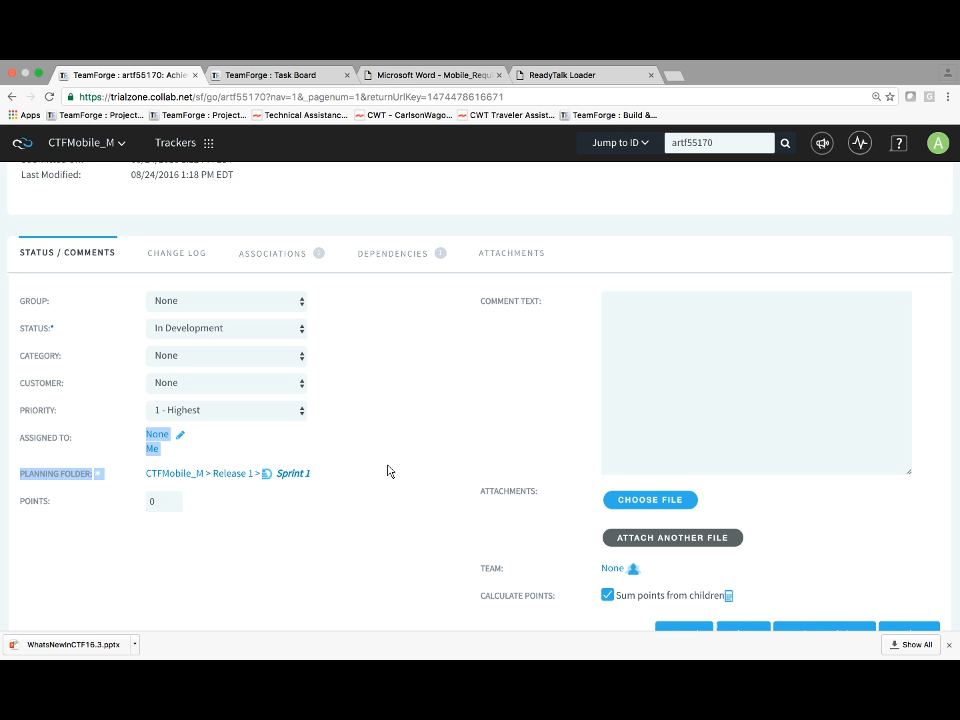 TeamForge : artf55170: Achie
TeamForge : Task Board
Microsoft Word - Mobile_Requi
ReadyTalk Loader
https://trialzone.collab.net/sf/go/artf55170?nav=1&_pagenum=1&returnUrlKey=1474478616671
Apps
TeamForge : Project...
TeamForge : Project...
Technical Assistanc...
CWT - CarlsonWago...
CWT Traveler Assist...
TeamForge : Build &...
CTFMobile_M
Trackers
Jump to ID
artf55170
?
A
Last Modified:
08/24/2016 1:18 PM EDT
STATUS / COMMENTS
CHANGE LOG
ASSOCIATIONS
DEPENDENCIES
ATTACHMENTS
GROUP:
None
STATUS:*
In Development
CATEGORY:
None
CUSTOMER:
None
PRIORITY:
1 - Highest
ASSIGNED TO:
None
Me
PLANNING FOLDER:
CTFMobile_M > Release 1 > Sprint 1
POINTS:
0
COMMENT TEXT:
ATTACHMENTS:
CHOOSE FILE
ATTACH ANOTHER FILE
TEAM:
None
CALCULATE POINTS:
Sum points from children
WhatsNewInCTF16.3.pptx
Show All